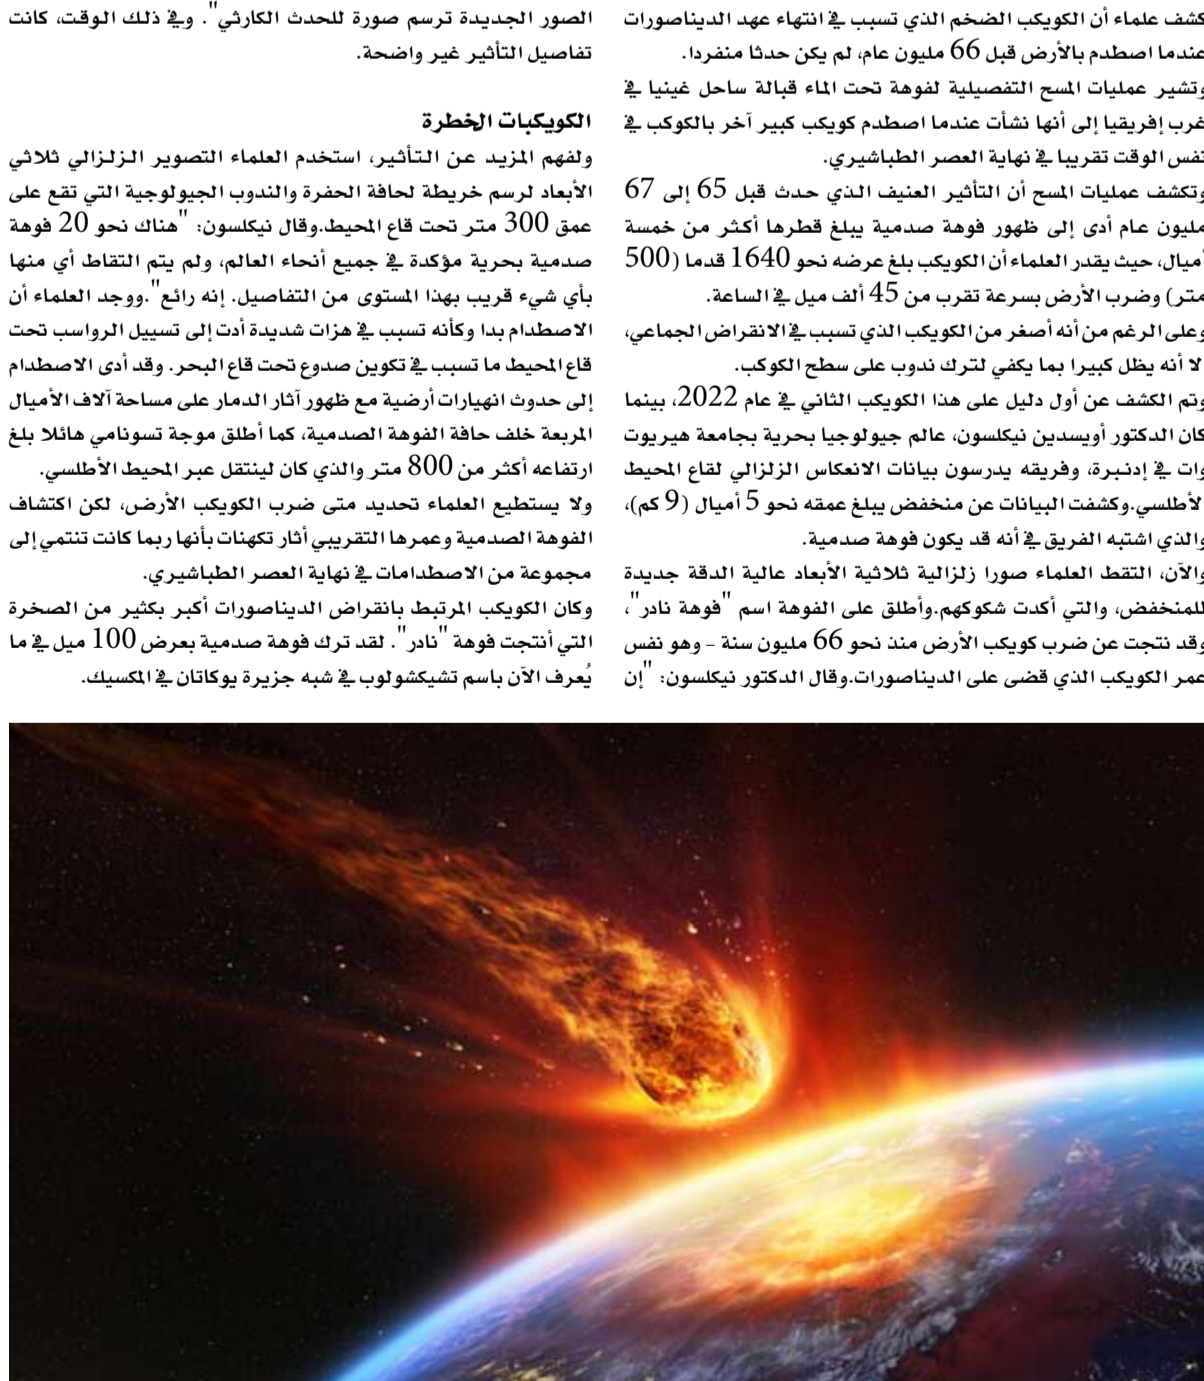 كشف علماء أن الكويكب الضخم الذي تسبب في انتهاء عهد الديناصورات
عندما اصطدم بالأرض قبل 66 مليون عام، لم يكن حدثا منفردا.
وتشير عمليات المسح التفصيلية لفوهة تحت الماء قبالة ساحل غينيا في
غرب إفريقيا إلى أنها نشأت عندما اصطدم كويكب كبير آخر بالكوكب في
نفس الوقت تقريبا في نهاية العصر الطباشيري.
وتكشف عمليات المسح أن التأثير العنيف الذي حدث قبل 65 إلى 67
مليون عام أدى إلى ظهور فوهة صدمية يبلغ قطرها أكثر من خمسة
أميال، حيث يقدر العلماء أن الكويكب بلغ عرضه نحو 1640 قدما (500
متر) وضرب الأرض بسرعة تقرب من 45 ألف ميل في الساعة.
وعلى الرغم من أنه أصغر من الكويكب الذي تسبب في الانقراض الجماعي،
إلا أنه يظل كبيرا بما يكفي لترك ندوب على سطح الكوكب.
وتم الكشف عن أول دليل على هذا الكويكب الثاني في عام 2022، بينما
كان الدكتور أويسدين نيكلسون، عالم جيولوجيا بحرية بجامعة هيريوت
وات في إدنبرة، وفريقه يدرسون بيانات الانعكاس الزلزالي لقاع المحيط
الأطلسي.وكشفت البيانات عن منخفض يبلغ عمقه نحو 5 أميال (9 كم)،
والذي اشتبه الفريق في أنه قد يكون فوهة صدمية.
والآن، التقط العلماء صورا زلزالية ثلاثية الأبعاد عالية الدقة جديدة
للمنخفض، والتي أكدت شكوكهم.وأطلق على الفوهة اسم "فوهة نادر"،
وقد نتجت عن ضرب كويكب الأرض منذ نحو 66 مليون سنة - وهو نفس
عمر الكويكب الذي قضى على الديناصورات.وقال الدكتور نيكلسون: "إن
الصور الجديدة ترسم صورة للحدث الكارثي". وفي ذلك الوقت، كانت
تفاصيل التأثير غير واضحة.
الكويكبات الخطرة
ولفهم المزيد عن التأثير، استخدم العلماء التصوير الزلزالي ثلاثي
الأبعاد لرسم خريطة لحافة الحفرة والندوب الجيولوجية التي تقع على
عمق 300 متر تحت قاع المحيط.وقال نيكلسون: "هناك نحو 20 فوهة
صدمية بحرية مؤكدة في جميع أنحاء العالم، ولم يتم التقاط أي منها
بأي شيء قريب بهذا المستوى من التفاصيل. إنه رائع".ووجد العلماء أن
الاصطدام بدا وكأنه تسبب في هزات شديدة أدت إلى تسييل الرواسب تحت
قاع المحيط ما تسبب في تكوين صدوع تحت قاع البحر. وقد أدى الاصطدام
إلى حدوث انهيارات أرضية مع ظهور آثار الدمار على مساحة آلاف الأميال
المربعة خلف حافة الفوهة الصدمية، كما أطلق موجة تسونامي هائلا بلغ
ارتفاعه أكثر من 800 متر والذي كان لينتقل عبر المحيط الأطلسي.
ولا يستطيع العلماء تحديد متى ضرب الكويكب الأرض، لكن اكتشاف
الفوهة الصدمية وعمرها التقريبي أثار تكهنات بأنها ربما كانت تنتمي إلى
مجموعة من الاصطدامات في نهاية العصر الطباشيري.
وكان الكويكب المرتبط بانقراض الديناصورات أكبر بكثير من الصخرة
التي أنتجت فوهة "نادر". لقد ترك فوهة صدمية بعرض 100 ميل في ما
يُعرف الآن باسم تشيكشولوب في شبه جزيرة يوكاتان في المكسيك.